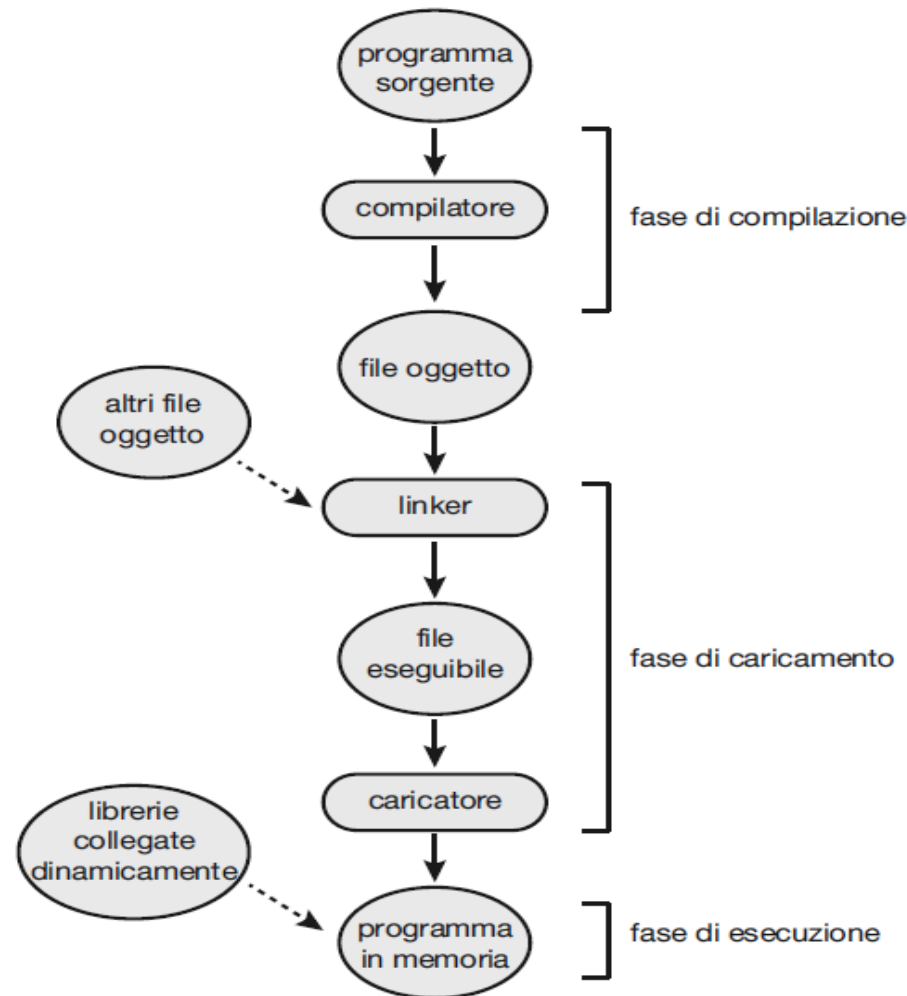 programma
sorgente
compilatore
fase di compilazione
file oggetto
altri file
oggetto
linker
file
eseguibile
fase di caricamento
caricatore
librerie
collegate
dinamicamente
programma
in memoria
fase di esecuzione